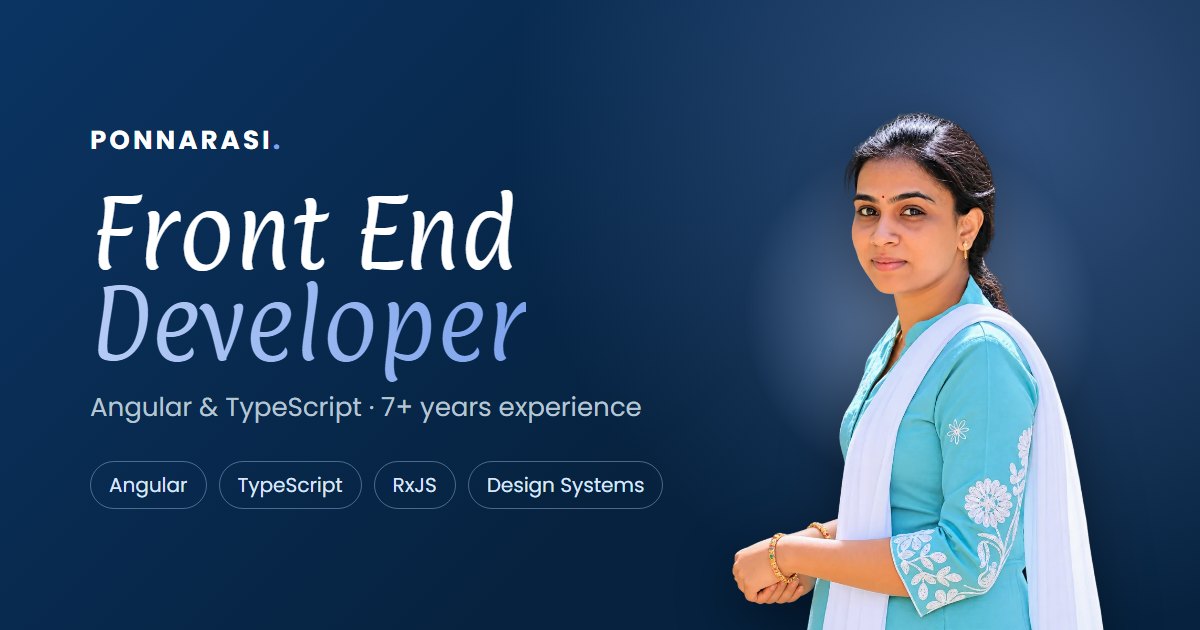 PONNARASI.
Front End
Developer
Angular & TypeScript · 7+ years experience
Angular
TypeScript
RxJS
Design Systems